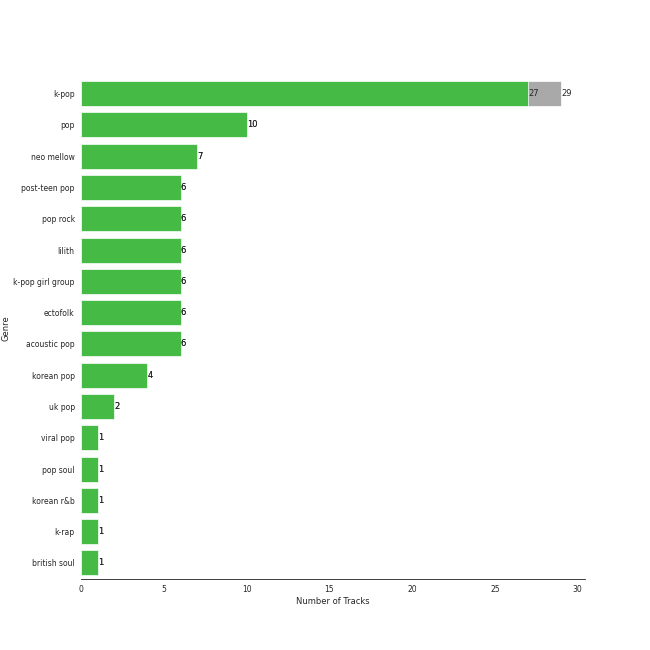 k-pop 27 29
pop 10
neo mellow 7
post-teen pop 6
pop rock 6
lilith 6
k-pop girl group 6
ectofolk 6
acoustic pop 6
korean pop 4
uk pop 2
viral pop 1
pop soul 1
korean r&b 1
k-rap 1
british soul 1
Genre
0 5 10 15 20 25 30
Number of Tracks